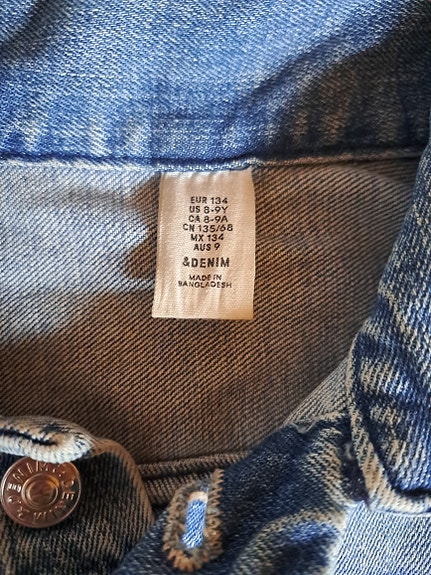 EUR 134
US 8-9Y
CA 8-9A
CN 135/68
MX 134
AUS 9
&DENIM
MADE IN
BANGLADESH